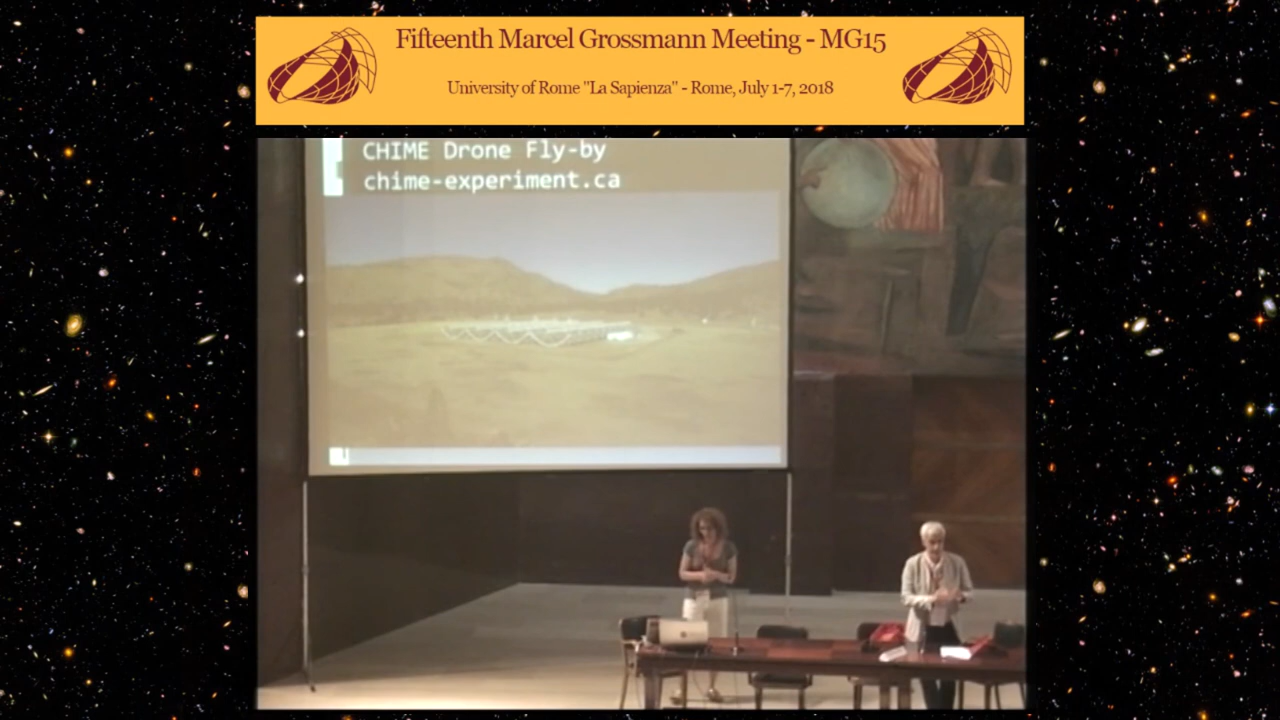 Fifteenth Marcel Grossmann Meeting - MG15
University of Rome "La Sapienza" - Rome, July 1-7, 2018
CHIME Drone Fly-by
chime-experiment.ca